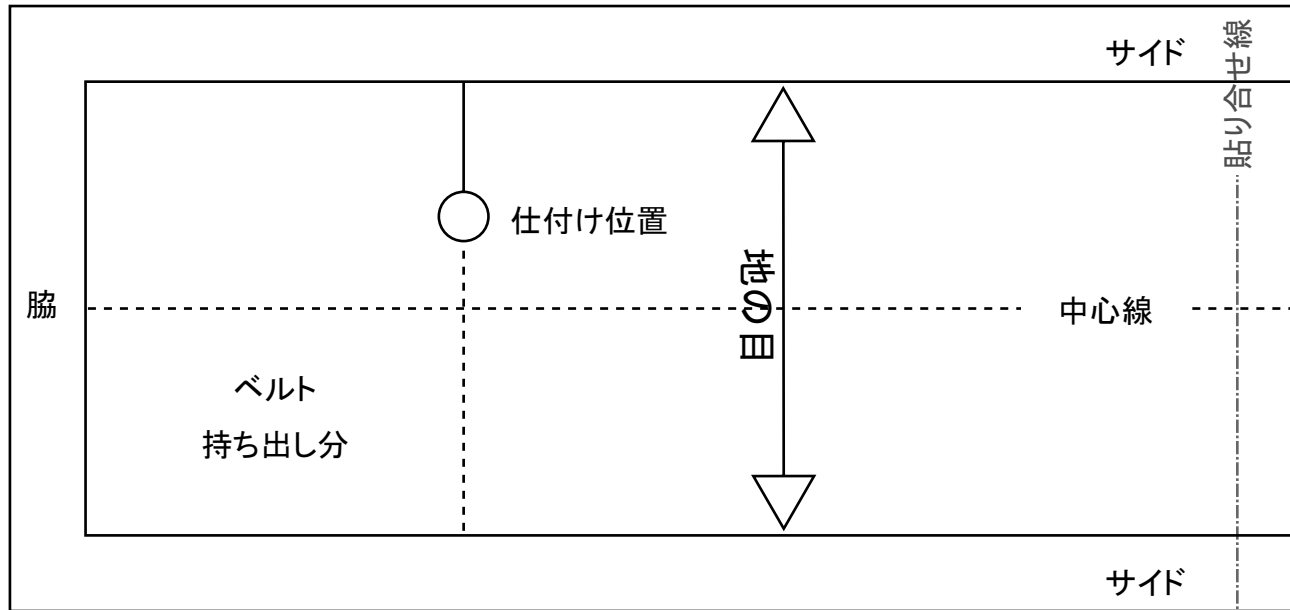 サイド
貼り合せ線
仕付け位置
地の目
脇
中心線
ベルト
持ち出し分
サイド